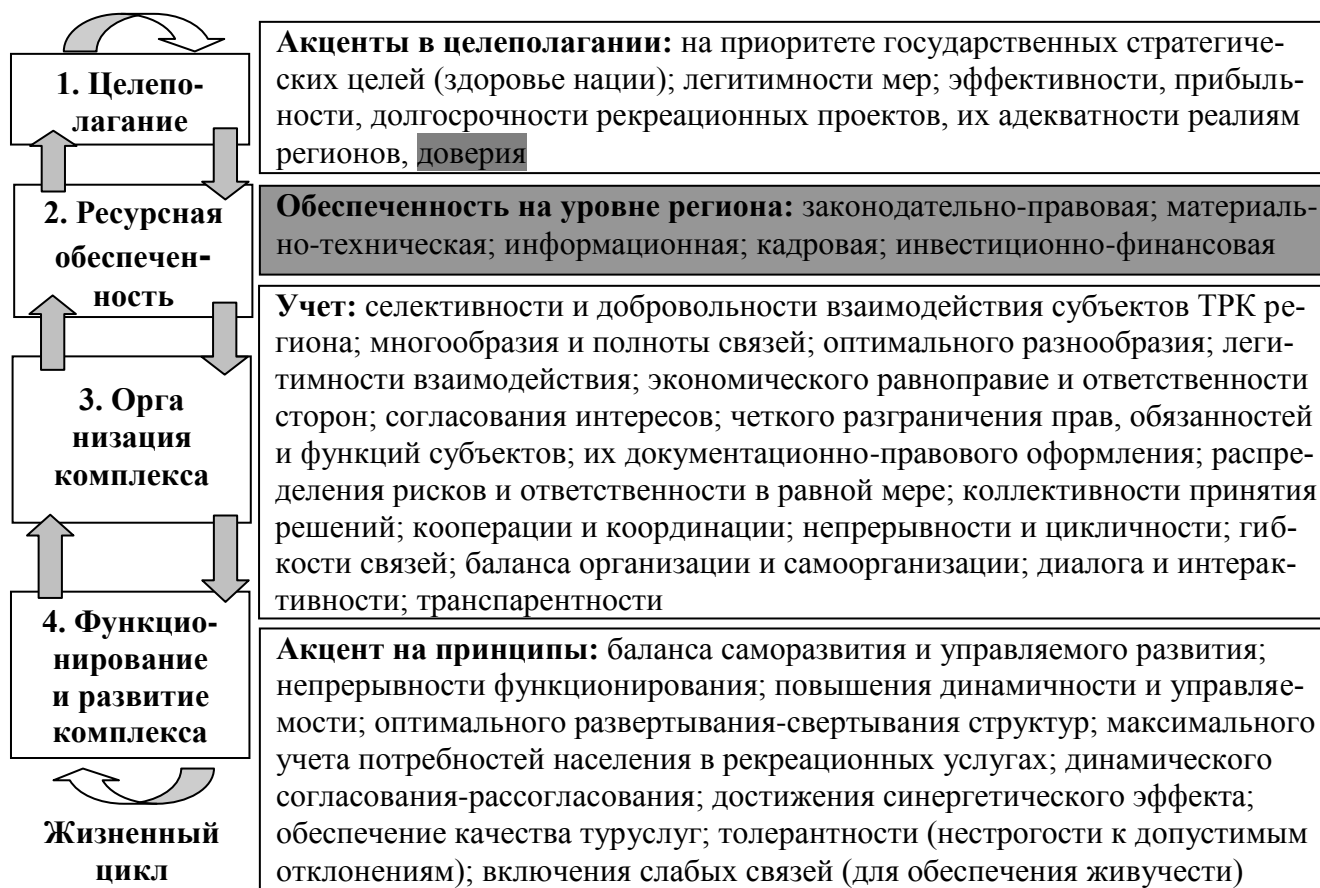 1. Целепо-
лагание
Акценты в целеполагании: на приоритете государственных стратегиче-
ских целей (здоровье нации); легитимности мер; эффективности, прибыль-
ности, долгосрочности рекреационных проектов, их адекватности реалиям
регионов, доверия
2. Ресурсная
обеспечен-
ность
Обеспеченность на уровне региона: законодательно-правовая; материаль-
но-техническая; информационная; кадровая; инвестиционно-финансовая
3. Орга
низация
комплекса
Учет: селективности и добровольности взаимодействия субъектов ТРК ре-
гиона; многообразия и полноты связей; оптимального разнообразия; леги-
тимности взаимодействия; экономического равноправие и ответственности
сторон; согласования интересов; четкого разграничения прав, обязанностей
и функций субъектов; их документационно-правового оформления; распре-
деления рисков и ответственности в равной мере; коллективности принятия
решений; кооперации и координации; непрерывности и цикличности; гиб-
кости связей; баланса организации и самоорганизации; диалога и интерак-
тивности; транспарентности
4. Функцио-
нирование
и развитие
комплекса
Акцент на принципы: баланса саморазвития и управляемого развития;
непрерывности функционирования; повышения динамичности и управляе-
мости; оптимального развертывания-свертывания структур; максимального
учета потребностей населения в рекреационных услугах; динамического
согласования-рассогласования; достижения синергетического эффекта;
обеспечение качества туруслуг; толерантности (нестрогости к допустимым
отклонениям); включения слабых связей (для обеспечения живучести)
Жизненный
цикл